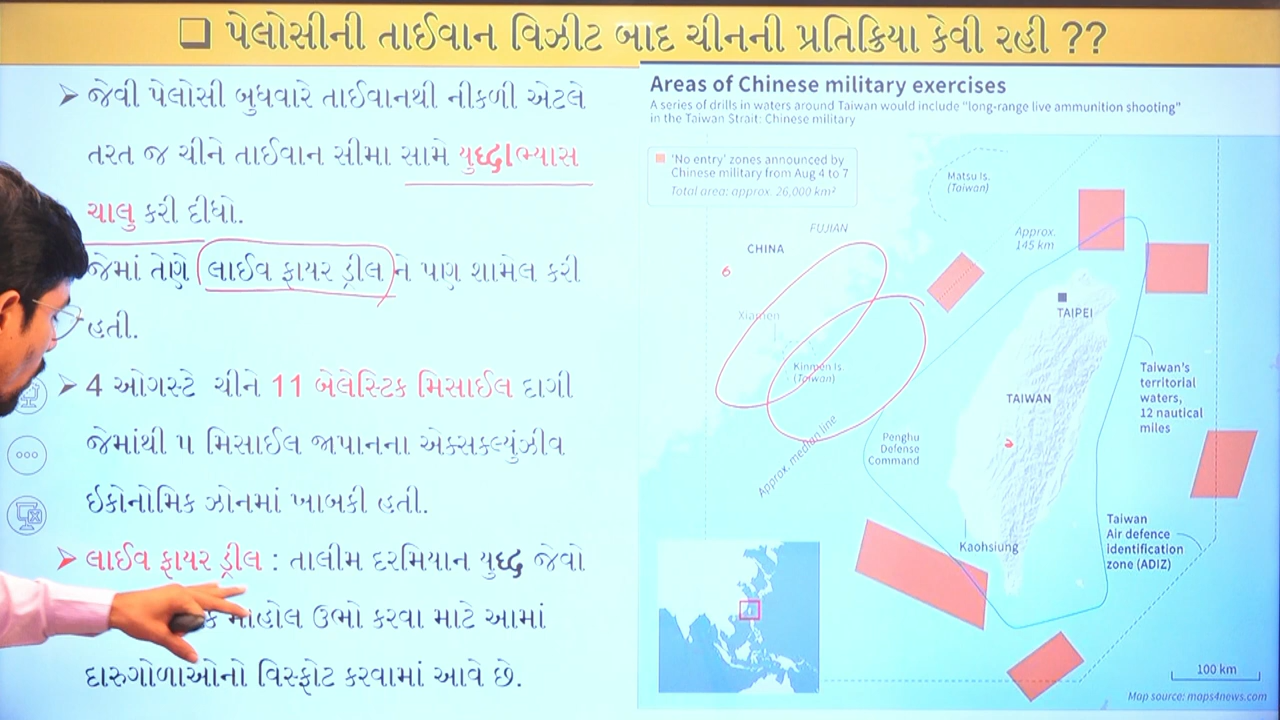 ❑ પેલોસીની તાઈવાન વિઝીટ બાદ ચીનની પ્રતિક્રિયા કેવી રહી ??
➤ જેવી પેલોસી બુધવારે તાઈવાનથી નીકળી એટલે
તરત જ ચીને તાઈવાન સીમા સામે યુદ્ધાભ્યાસ
ચાલુ કરી દીધો.
જેમાં તેણે લાઈવ ફાયર ડ્રીલ ને પણ શામેલ કરી
હતી.
➤ 4 ઓગસ્ટે ચીને 11 બેલેસ્ટિક મિસાઈલ દાગી
જેમાંથી ૫ મિસાઈલ જાપાનના એક્સક્લ્યુંઝીવ
ઈકોનોમિક ઝોનમાં ખાબકી હતી.
➤ લાઈવ ફાયર ડ્રીલ : તાલીમ દરમિયાન યુદ્ધ જેવો
માહોલ ઉભો કરવા માટે આમાં
દારુગોળાઓનો વિસ્ફોટ કરવામાં આવે છે.
Areas of Chinese military exercises
A series of drills in waters around Taiwan would include "long-range live ammunition shooting"
in the Taiwan Strait: Chinese military
'No entry' zones announced by
Chinese military from Aug 4 to 7
Total area: approx. 26,000 km²
Matsu Is.
(Taiwan)
FUJIAN
CHINA
Approx.
145 km
Xiamen
TAIPEI
Kinmen Is.
(Taiwan)
Taiwan's
territorial
waters,
12 nautical
miles
TAIWAN
Approx. median line
Penghu
Defense
Command
Taiwan
Air defence
identification
zone (ADIZ)
Kaohsiung
100 km
Map source: maps4news.com